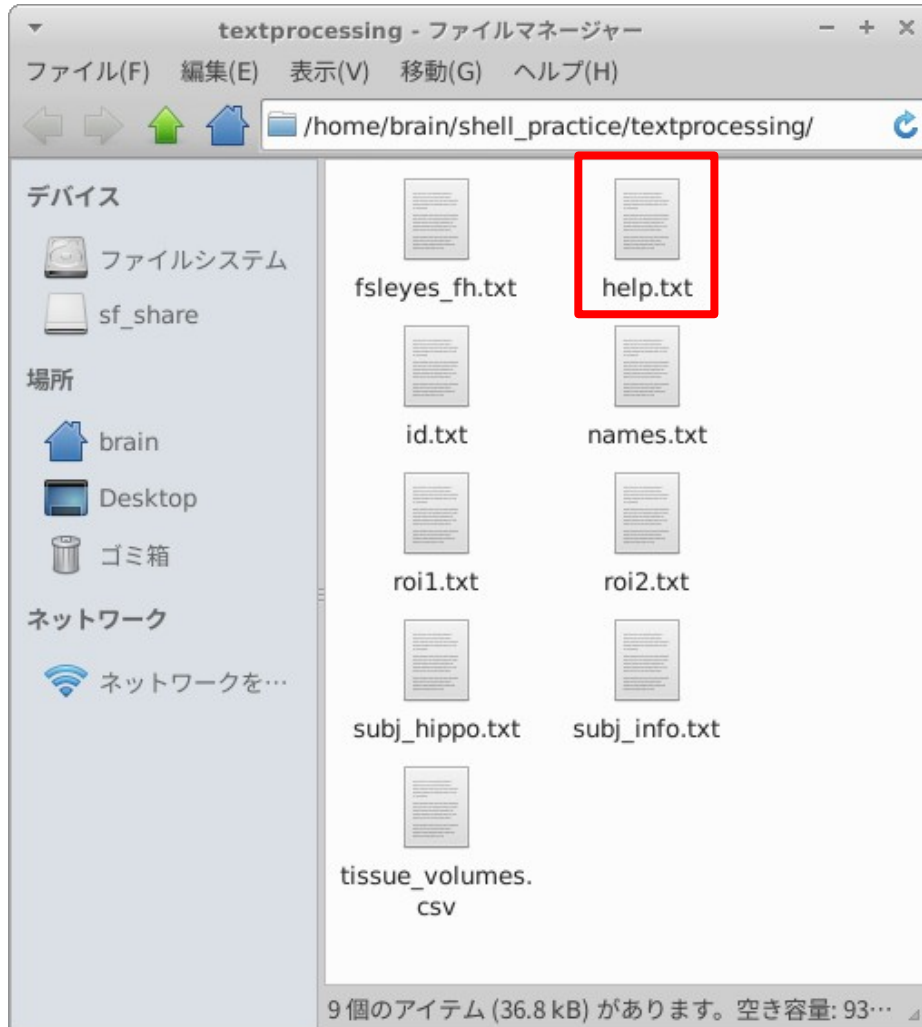 textprocessing - ファイルマネージャー
ファイル(F) 編集(E) 表示(V) 移動(G) ヘルプ(H)
/home/brain/shell_practice/textprocessing/
デバイス
ファイルシステム
sf_share
場所
brain
Desktop
ゴミ箱
ネットワーク
ネットワークを…
fsleyes_fh.txt
help.txt
id.txt
names.txt
roi1.txt
roi2.txt
subj_hippo.txt
subj_info.txt
tissue_volumes.
csv
9個のアイテム (36.8 kB) があります。空き容量: 93…